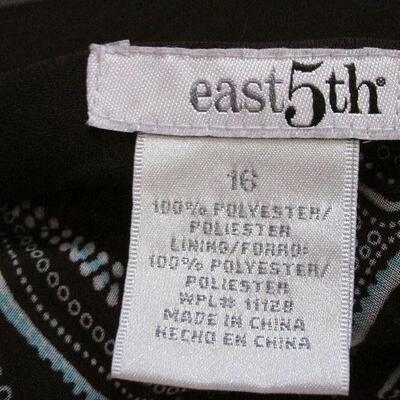 east5th®
16
100% POLYESTER/
POLIESTER
LINING/FORRO:
100% POLYESTER/
POLIESTER
WPL# 11128
MADE IN CHINA
HECHO EN CHINA